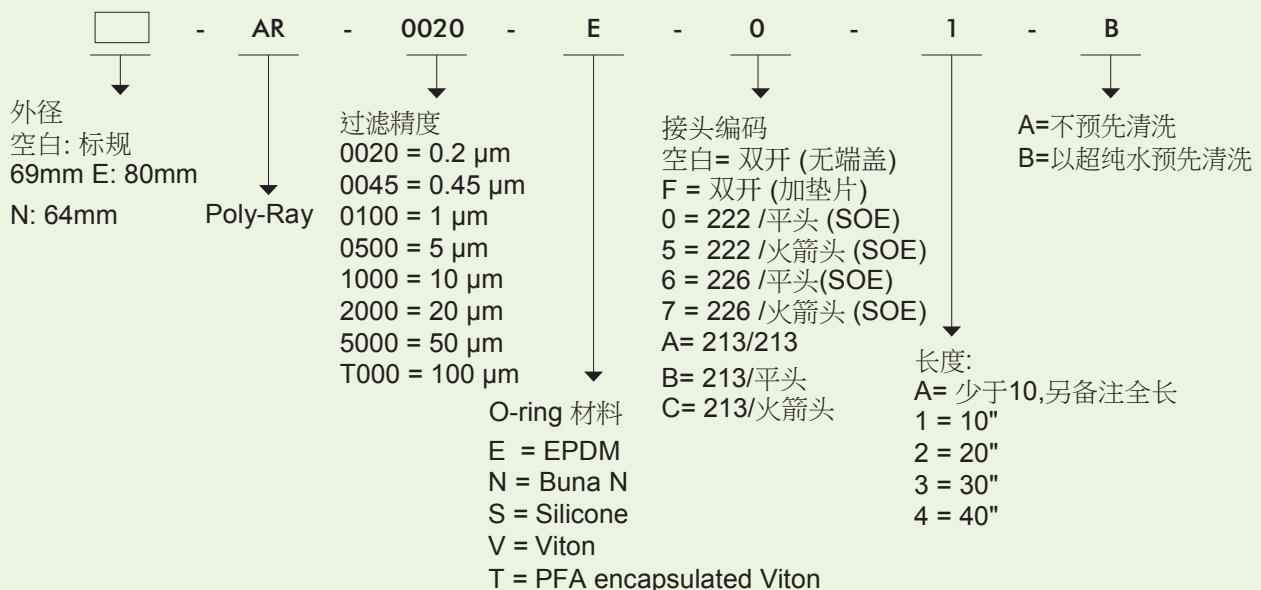 - AR - 0020 - E - 0 - 1 - B
外径
空白: 标规
69mm E: 80mm
N: 64mm
Poly-Ray
过滤精度
0020 = 0.2 µm
0045 = 0.45 µm
0100 = 1 µm
0500 = 5 µm
1000 = 10 µm
2000 = 20 µm
5000 = 50 µm
T000 = 100 µm
O-ring 材料
E = EPDM
N = Buna N
S = Silicone
V = Viton
T = PFA encapsulated Viton
接头编码
空白= 双开 (无端盖)
F = 双开 (加垫片)
0 = 222 /平头 (SOE)
5 = 222 /火箭头 (SOE)
6 = 226 /平头(SOE)
7 = 226 /火箭头 (SOE)
A= 213/213
B= 213/平头
C= 213/火箭头
长度:
A= 少于10,另备注全长
1 = 10"
2 = 20"
3 = 30"
4 = 40"
A=不预先清洗
B=以超纯水预先清洗